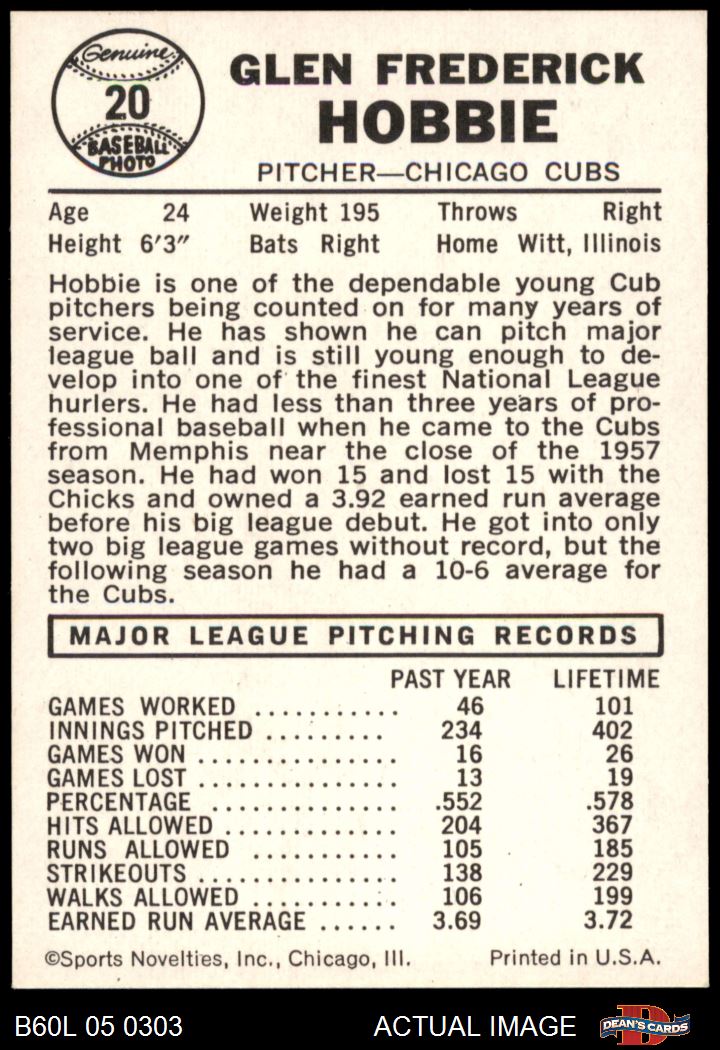 Genuine
20
BASEBALL
PHOTO
GLEN FREDERICK
HOBBIE
PITCHER—CHICAGO CUBS
Age 24 Weight 195 Throws Right
Height 6'3" Bats Right Home Witt, Illinois
Hobbie is one of the dependable young Cub
pitchers being counted on for many years of
service. He has shown he can pitch major
league ball and is still young enough to de-
velop into one of the finest National League
hurlers. He had less than three years of pro-
fessional baseball when he came to the Cubs
from Memphis near the close of the 1957
season. He had won 15 and lost 15 with the
Chicks and owned a 3.92 earned run average
before his big league debut. He got into only
two big league games without record, but the
following season he had a 10-6 average for
the Cubs.
MAJOR LEAGUE PITCHING RECORDS
PAST YEAR LIFETIME
GAMES WORKED ........... 46 101
INNINGS PITCHED ......... 234 402
GAMES WON ............... 16 26
GAMES LOST ............... 13 19
PERCENTAGE .............. .552 .578
HITS ALLOWED ............. 204 367
RUNS ALLOWED ........... 105 185
STRIKEOUTS ............... 138 229
WALKS ALLOWED ........... 106 199
EARNED RUN AVERAGE ...... 3.69 3.72
©Sports Novelties, Inc., Chicago, Ill. Printed in U.S.A.
B60L 05 0303 ACTUAL IMAGE D DEAN'S CARDS